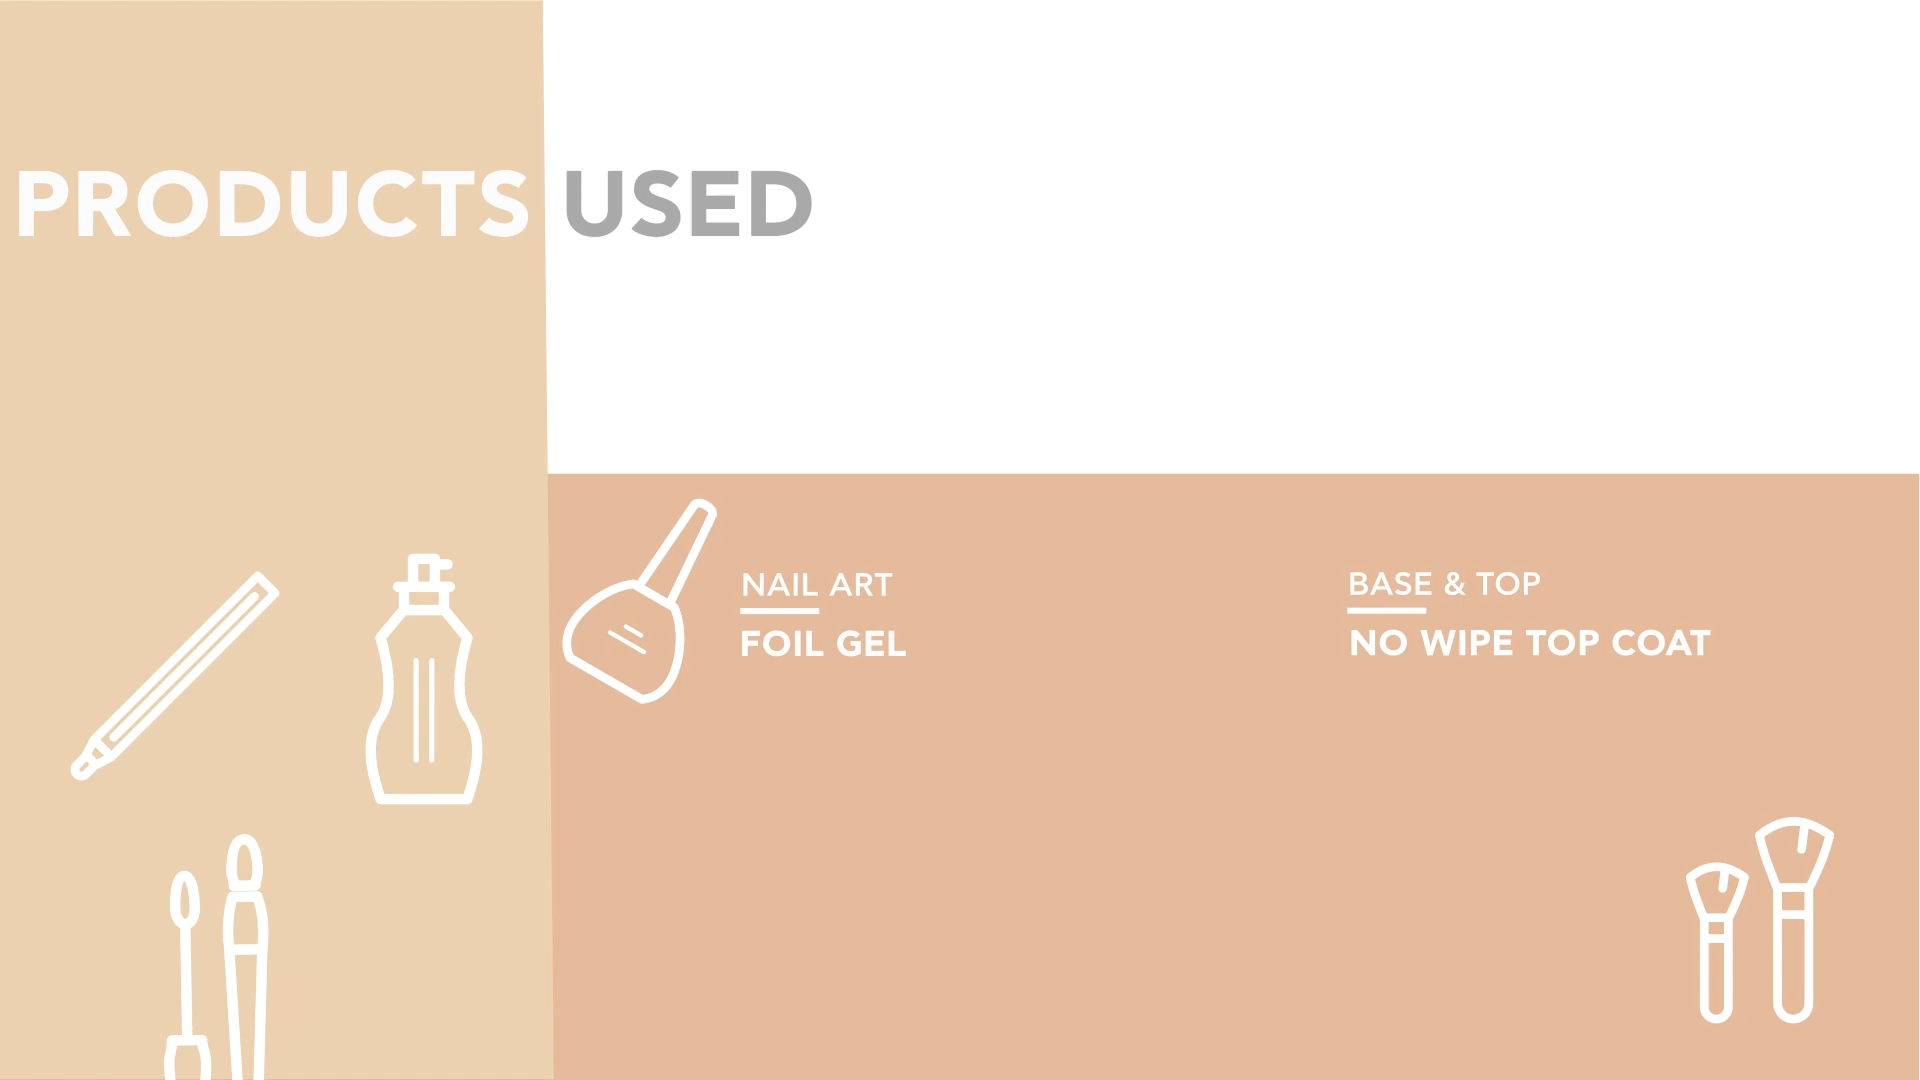 PRODUCTS USED
NAIL ART
FOIL GEL
BASE & TOP
NO WIPE TOP COAT